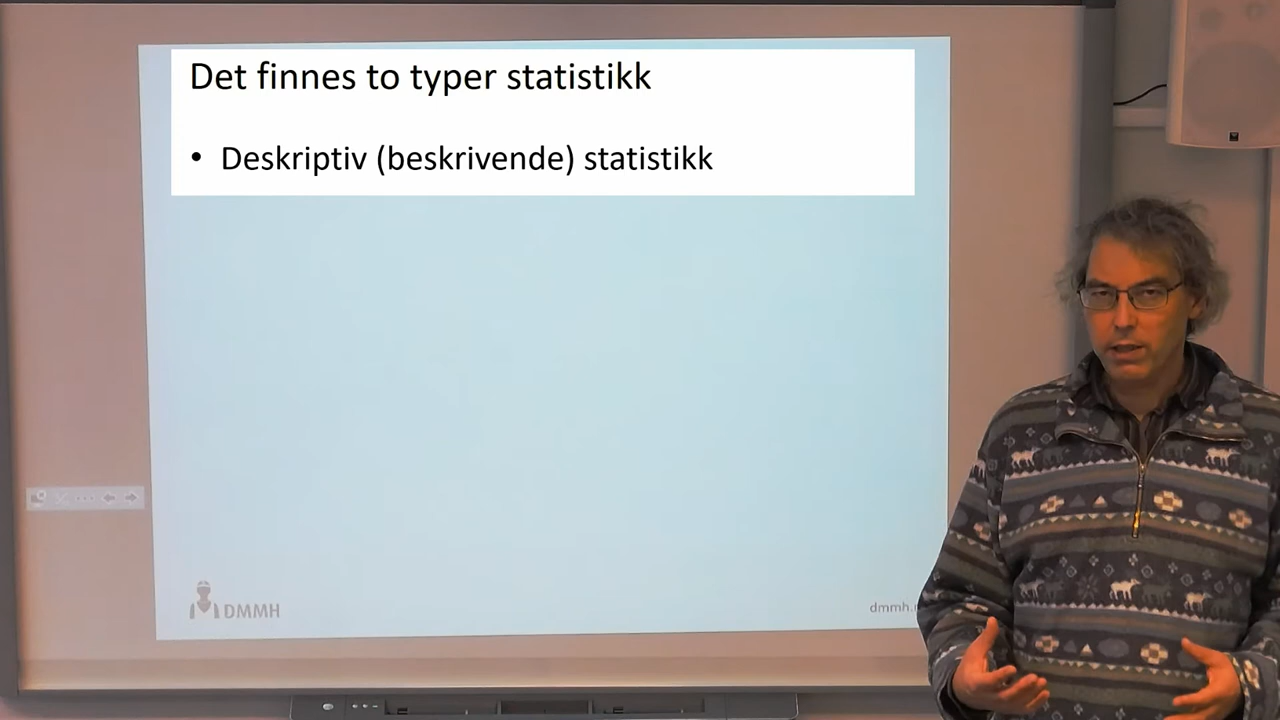 Det finnes to typer statistikk
• Deskriptiv (beskrivende) statistikk
DMMH
dmmh.